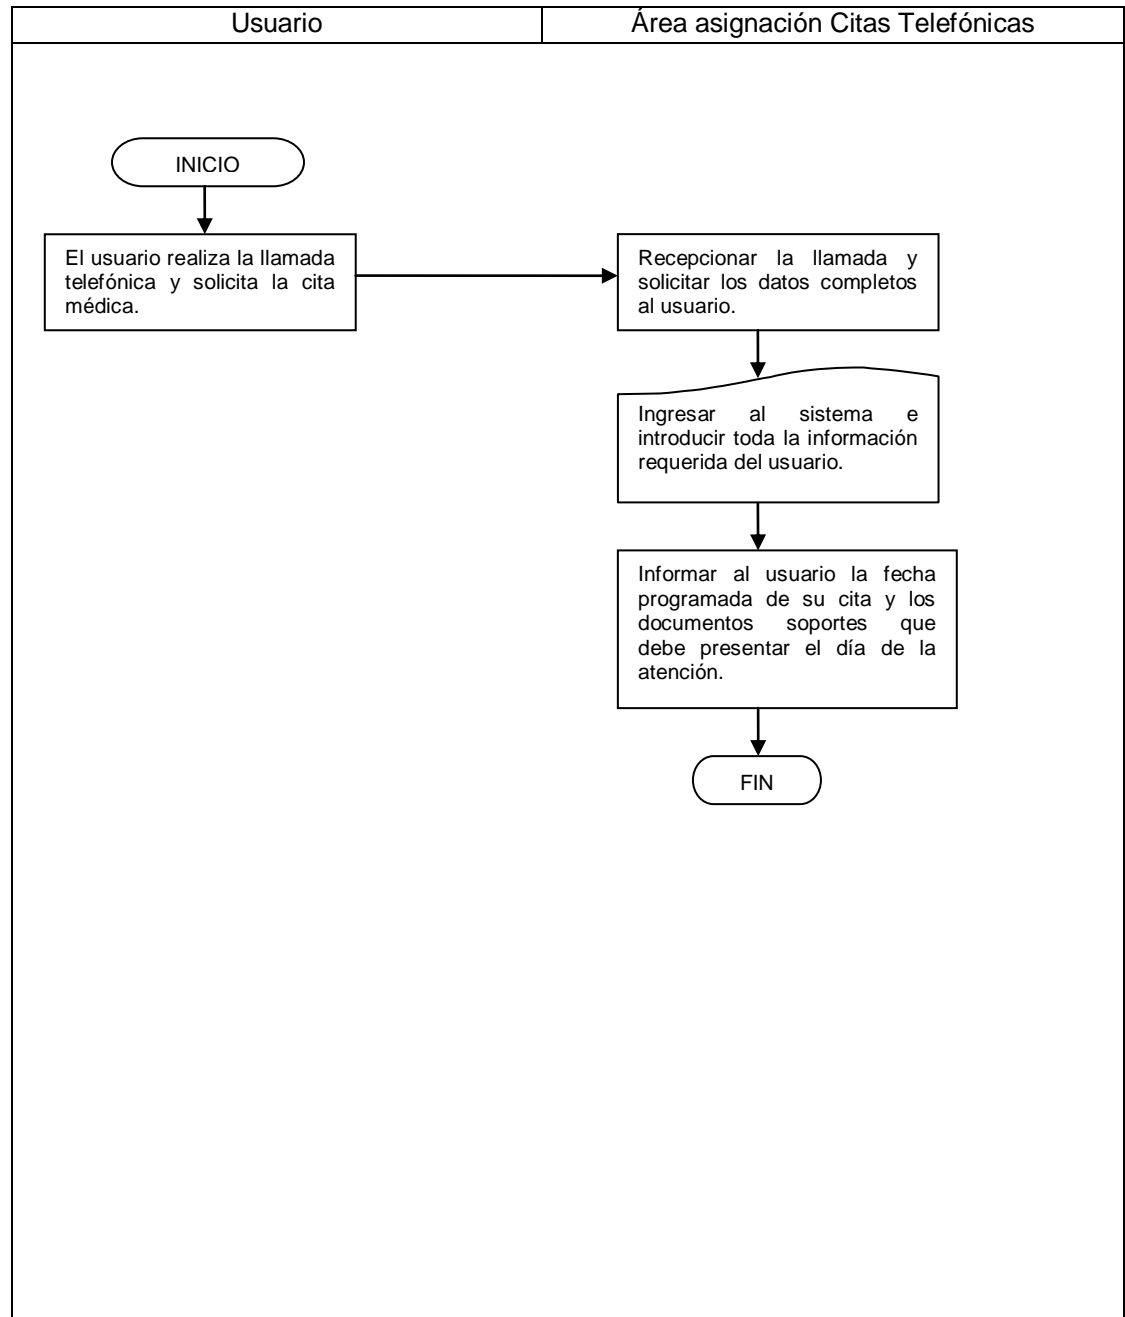 Usuario
Área asignación Citas Telefónicas
INICIO
El usuario realiza la llamada
telefónica y solicita la cita
médica.
Recepcionar la llamada y
solicitar los datos completos
al usuario.
Ingresar al sistema e
introducir toda la información
requerida del usuario.
Informar al usuario la fecha
programada de su cita y los
documentos soportes que
debe presentar el día de la
atención.
FIN